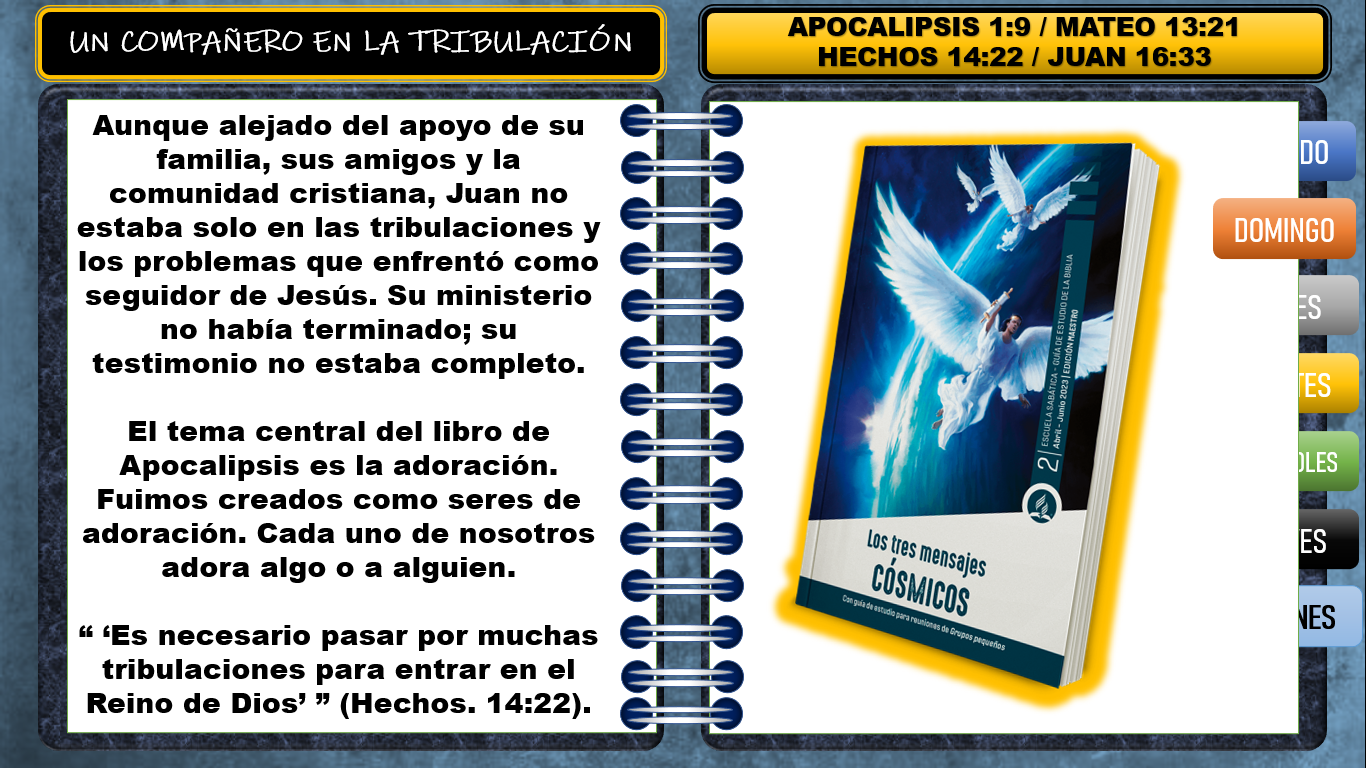 UN COMPAÑERO EN LA TRIBULACIÓN
APOCALIPSIS 1:9 / MATEO 13:21
HECHOS 14:22 / JUAN 16:33
Aunque alejado del apoyo de su
familia, sus amigos y la
comunidad cristiana, Juan no
estaba solo en las tribulaciones y
los problemas que enfrentó como
seguidor de Jesús. Su ministerio
no había terminado; su
testimonio no estaba completo.
El tema central del libro de
Apocalipsis es la adoración.
Fuimos creados como seres de
adoración. Cada uno de nosotros
adora algo o a alguien.
“ ‘Es necesario pasar por muchas
tribulaciones para entrar en el
Reino de Dios’ ” (Hechos. 14:22).
2 | ESCUELA SABÁTICA - GUÍA DE ESTUDIO DE LA BIBLIA
Abril - Junio 2023 | EDICIÓN MAESTRO
Los tres mensajes
CÓSMICOS
Con guía de estudio para reuniones de Grupos pequeños
DO
DOMINGO
ES
TES
OLES
ES
NES